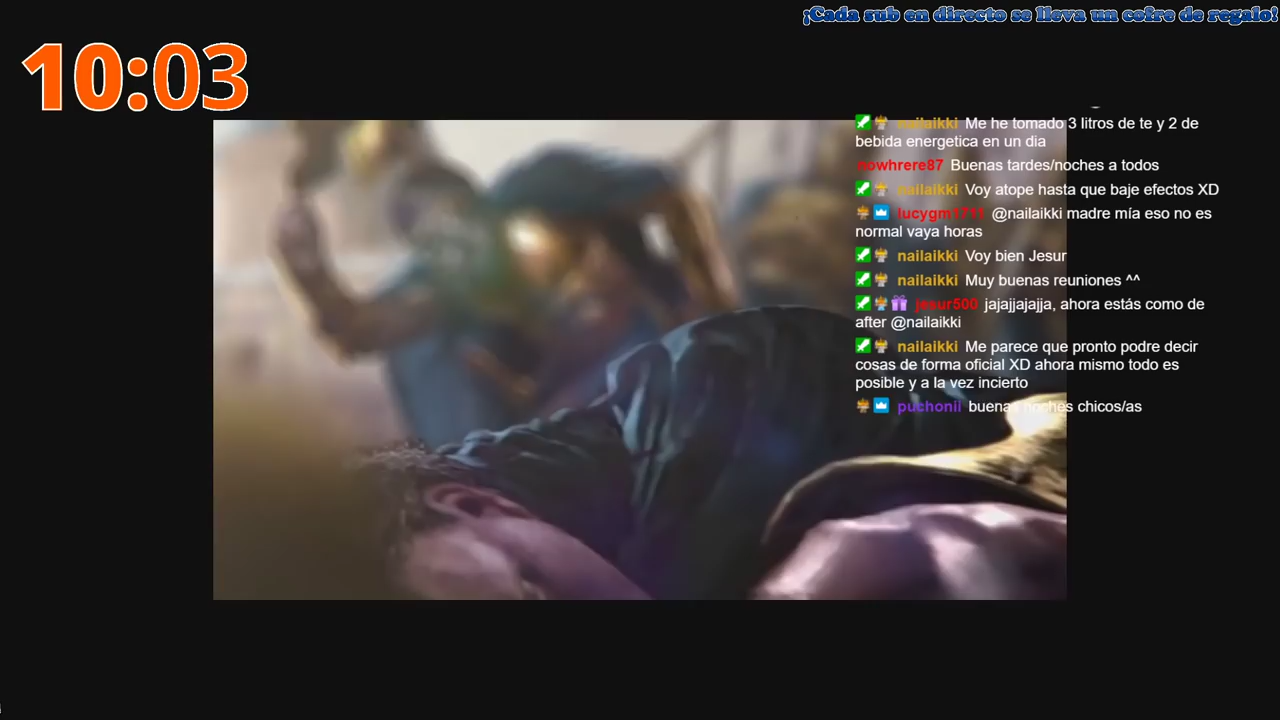 ¡Cada sub en directo se lleva un cofre de regalo!
10:03
nailaikki Me he tomado 3 litros de te y 2 de
bebida energetica en un dia
nowhrere87 Buenas tardes/noches a todos
nailaikki Voy atope hasta que baje efectos XD
lucygm1711 @nailaikki madre mía eso no es
normal vaya horas
nailaikki Voy bien Jesur
nailaikki Muy buenas reuniones ^^
jesur500 jajajjajajja, ahora estás como de
after @nailaikki
nailaikki Me parece que pronto podre decir
cosas de forma oficial XD ahora mismo todo es
posible y a la vez incierto
puchonii buenas noches chicos/as